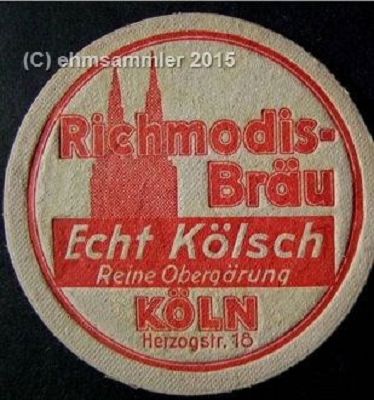 (C) ehmsammler 2015
Richmodis-
Bräu
Echt Kölsch
Reine Obergärung
KÖLN
Herzogstr. 18